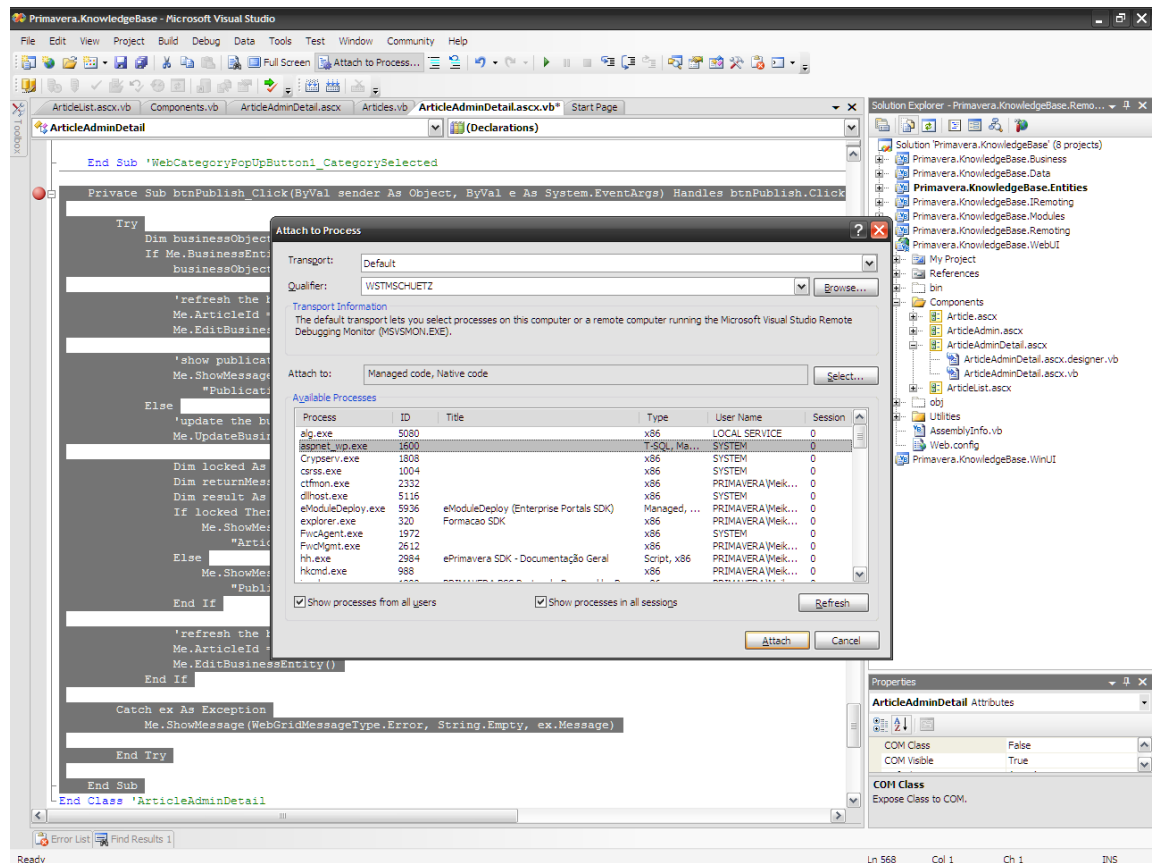 Primavera.KnowledgeBase - Microsoft Visual Studio
File Edit View Project Build Debug Data Tools Test Window Community Help
Full Screen Attach to Process...
ArticleList.ascx.vb Components.vb ArticleAdminDetail.ascx Articles.vb ArticleAdminDetail.ascx.vb* Start Page
ArticleAdminDetail (Declarations)
Toolbox
End Sub 'WebCategoryPopUpButton1_CategorySelected
Private Sub btnPublish_Click(ByVal sender As Object, ByVal e As System.EventArgs) Handles btnPublish.Click
Try
Dim businessObject
If Me.BusinessEnti
businessObject
'refresh the
Me.ArticleId =
Me.EditBusines
'show publicat
Me.ShowMessage
"Publicati
Else
'update the bu
Me.UpdateBusin
Dim locked As
Dim returnMess
Dim result As
If locked The
Me.ShowMes
"Artic
Else
Me.ShowMes
"Publi
End If
'refresh the
Me.ArticleId =
Me.EditBusinessEntity()
End If
Catch ex As Exception
Me.ShowMessage(WebGridMessageType.Error, String.Empty, ex.Message)
End Try
End Sub
End Class 'ArticleAdminDetail
Attach to Process
Transport: Default
Qualifier: WSTMSCHUETZ Browse...
Transport Information
The default transport lets you select processes on this computer or a remote computer running the Microsoft Visual Studio Remote
Debugging Monitor (MSVSMON.EXE).
Attach to: Managed code, Native code Select...
Available Processes
Process ID Title Type User Name Session
alg.exe 5080 x86 LOCAL SERVICE 0
aspnet_wp.exe 1600 T-SQL, Ma... SYSTEM 0
Crypserv.exe 1808 x86 SYSTEM 0
csrss.exe 1004 x86 SYSTEM 0
ctfmon.exe 2332 x86 PRIMAVERA\Meik... 0
dllhost.exe 5116 x86 SYSTEM 0
eModuleDeploy.exe 5936 eModuleDeploy (Enterprise Portals SDK) Managed, ... PRIMAVERA\Meik... 0
explorer.exe 320 Formacao SDK x86 PRIMAVERA\Meik... 0
FwcAgent.exe 1972 x86 SYSTEM 0
FwcMgmt.exe 2612 x86 PRIMAVERA\Meik... 0
hh.exe 2984 ePrimavera SDK - Documentação Geral Script, x86 PRIMAVERA\Meik... 0
hkcmd.exe 988 x86 PRIMAVERA\Meik... 0
Show processes from all users Show processes in all sessions Refresh
Attach Cancel
Solution Explorer - Primavera.KnowledgeBase.Remo...
Solution 'Primavera.KnowledgeBase' (8 projects)
Primavera.KnowledgeBase.Business
Primavera.KnowledgeBase.Data
Primavera.KnowledgeBase.Entities
Primavera.KnowledgeBase.IRemoting
Primavera.KnowledgeBase.Modules
Primavera.KnowledgeBase.Remoting
Primavera.KnowledgeBase.WebUI
My Project
References
bin
Components
Article.ascx
ArticleAdmin.ascx
ArticleAdminDetail.ascx
ArticleAdminDetail.ascx.designer.vb
ArticleAdminDetail.ascx.vb
ArticleList.ascx
obj
Utilities
AssemblyInfo.vb
Web.config
Primavera.KnowledgeBase.WinUI
Properties
ArticleAdminDetail Attributes
COM Class False
COM Visible True
COM Class
Expose Class to COM.
Error List Find Results 1
Ready Ln 568 Col 1 Ch 1 INS